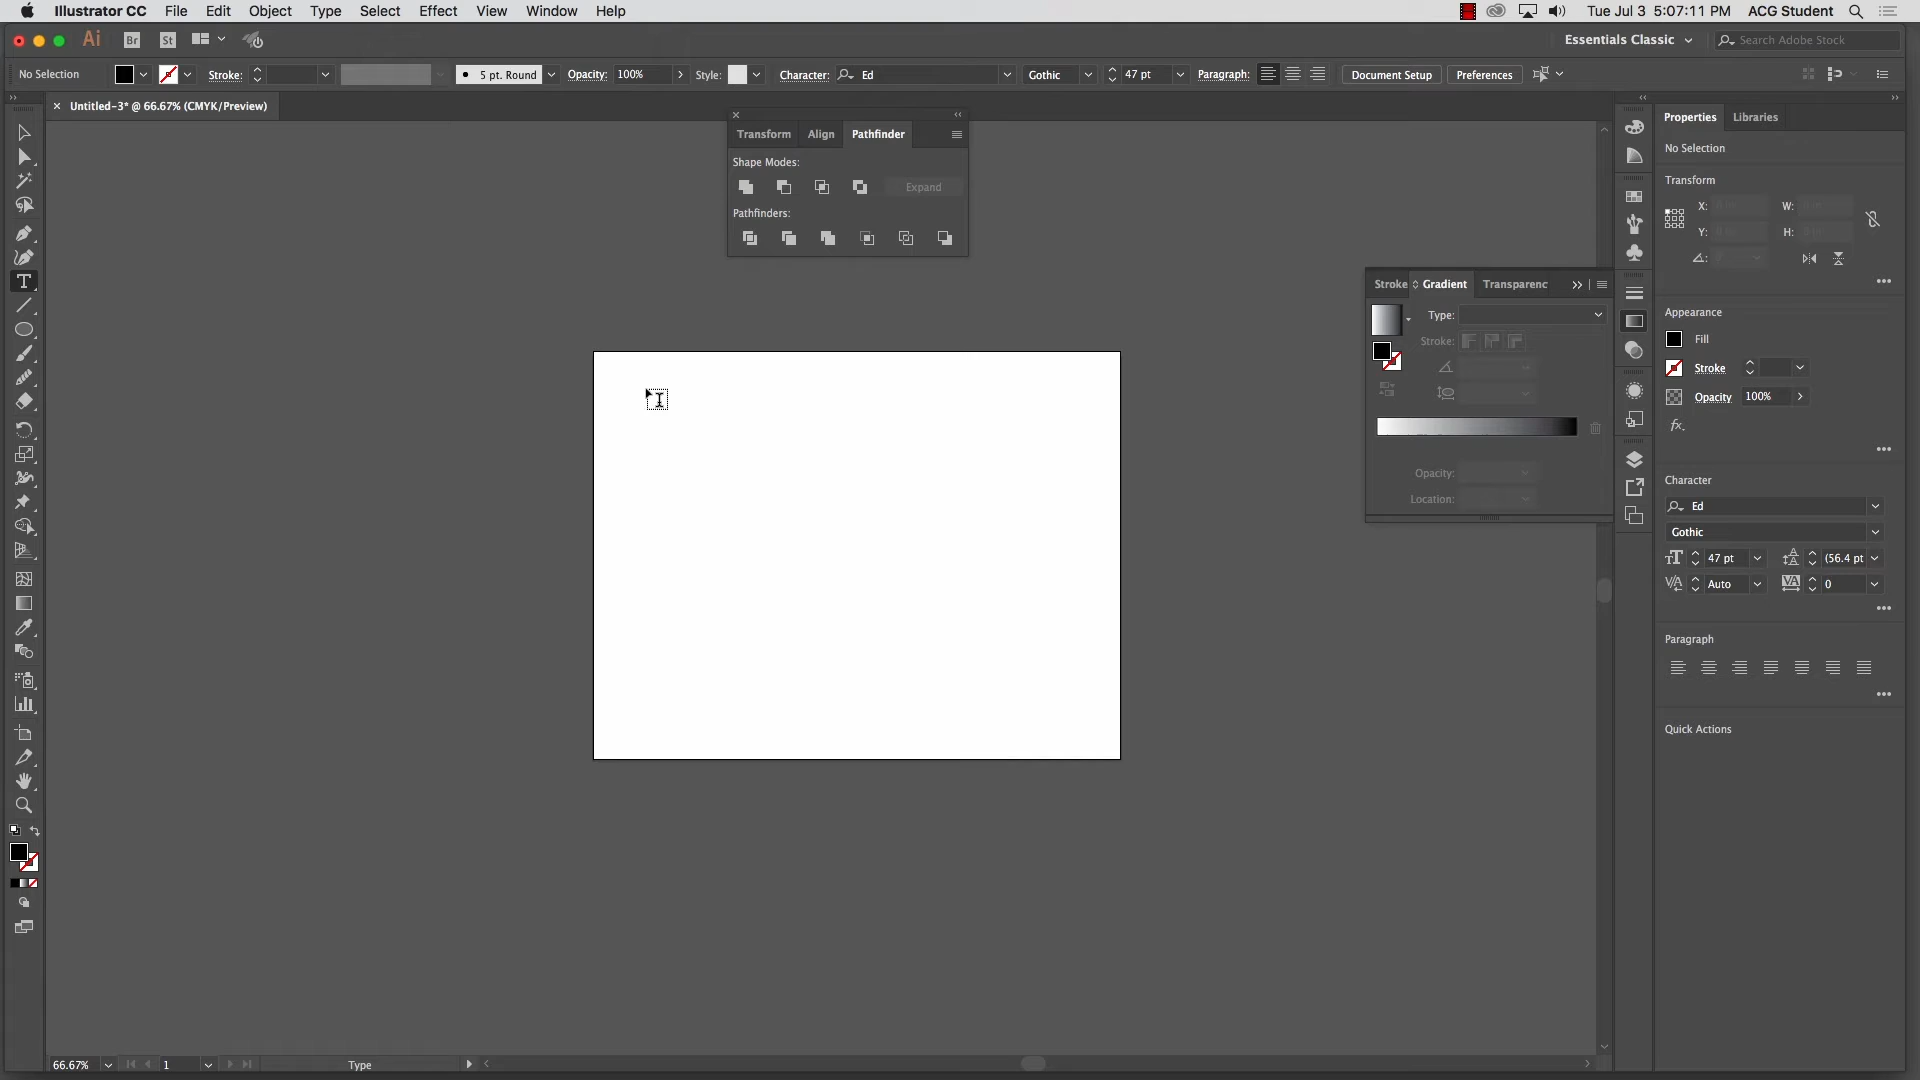 Illustrator CC File Edit Object Type Select Effect View Window Help Tue Jul 3 5:07:11 PM ACG Student
Ai Br St Essentials Classic Search Adobe Stock
No Selection Stroke: 5 pt. Round Opacity: 100% Style: Character: Ed Gothic 47 pt Paragraph: Document Setup Preferences
Untitled-3* @ 66.67% (CMYK/Preview)
Transform Align Pathfinder
Shape Modes:
Expand
Pathfinders:
Stroke Gradient Transparenc
Type:
Stroke:
Opacity:
Location:
Properties Libraries
No Selection
Transform
X: W:
Y: H:
Appearance
Fill
Stroke
Opacity 100%
fx.
Character
Ed
Gothic
47 pt (56.4 pt
Auto 0
Paragraph
Quick Actions
66.67% 1 Type